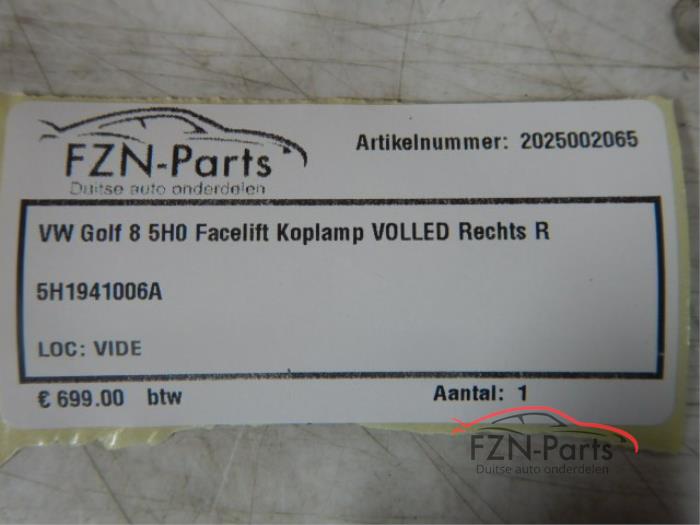 FZN-Parts
Duitse auto onderdelen
Artikelnummer: 2025002065
VW Golf 8 5H0 Facelift Koplamp VOLLED Rechts R
5H1941006A
LOC: VIDE
€ 699.00 btw
Aantal: 1
FZN-Parts
Duitse auto onderdelen